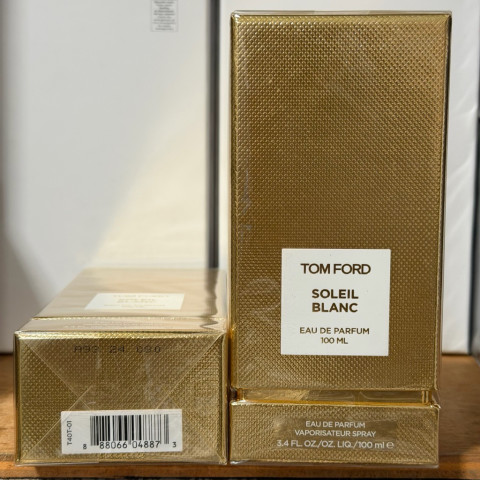 TOM FORD
SOLEIL
BLANC
EAU DE PARFUM
100 ML
EAU DE PARFUM
VAPORISATEUR SPRAY
3.4 FL. OZ./OZ. LIQ./100 ml ℮
T4OT-01
8 88066 04887 3